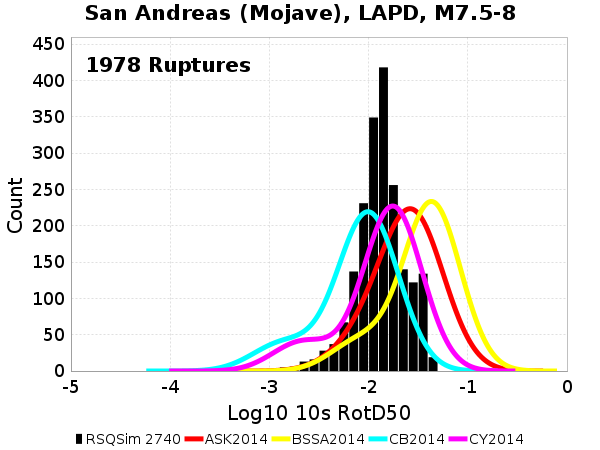 San Andreas (Mojave), LAPD, M7.5-8
1978 Ruptures
Count
450
400
350
300
250
200
150
100
50
0
-5 -4 -3 -2 -1 0
Log10 10s RotD50
RSQSim 2740 ASK2014 BSSA2014 CB2014 CY2014